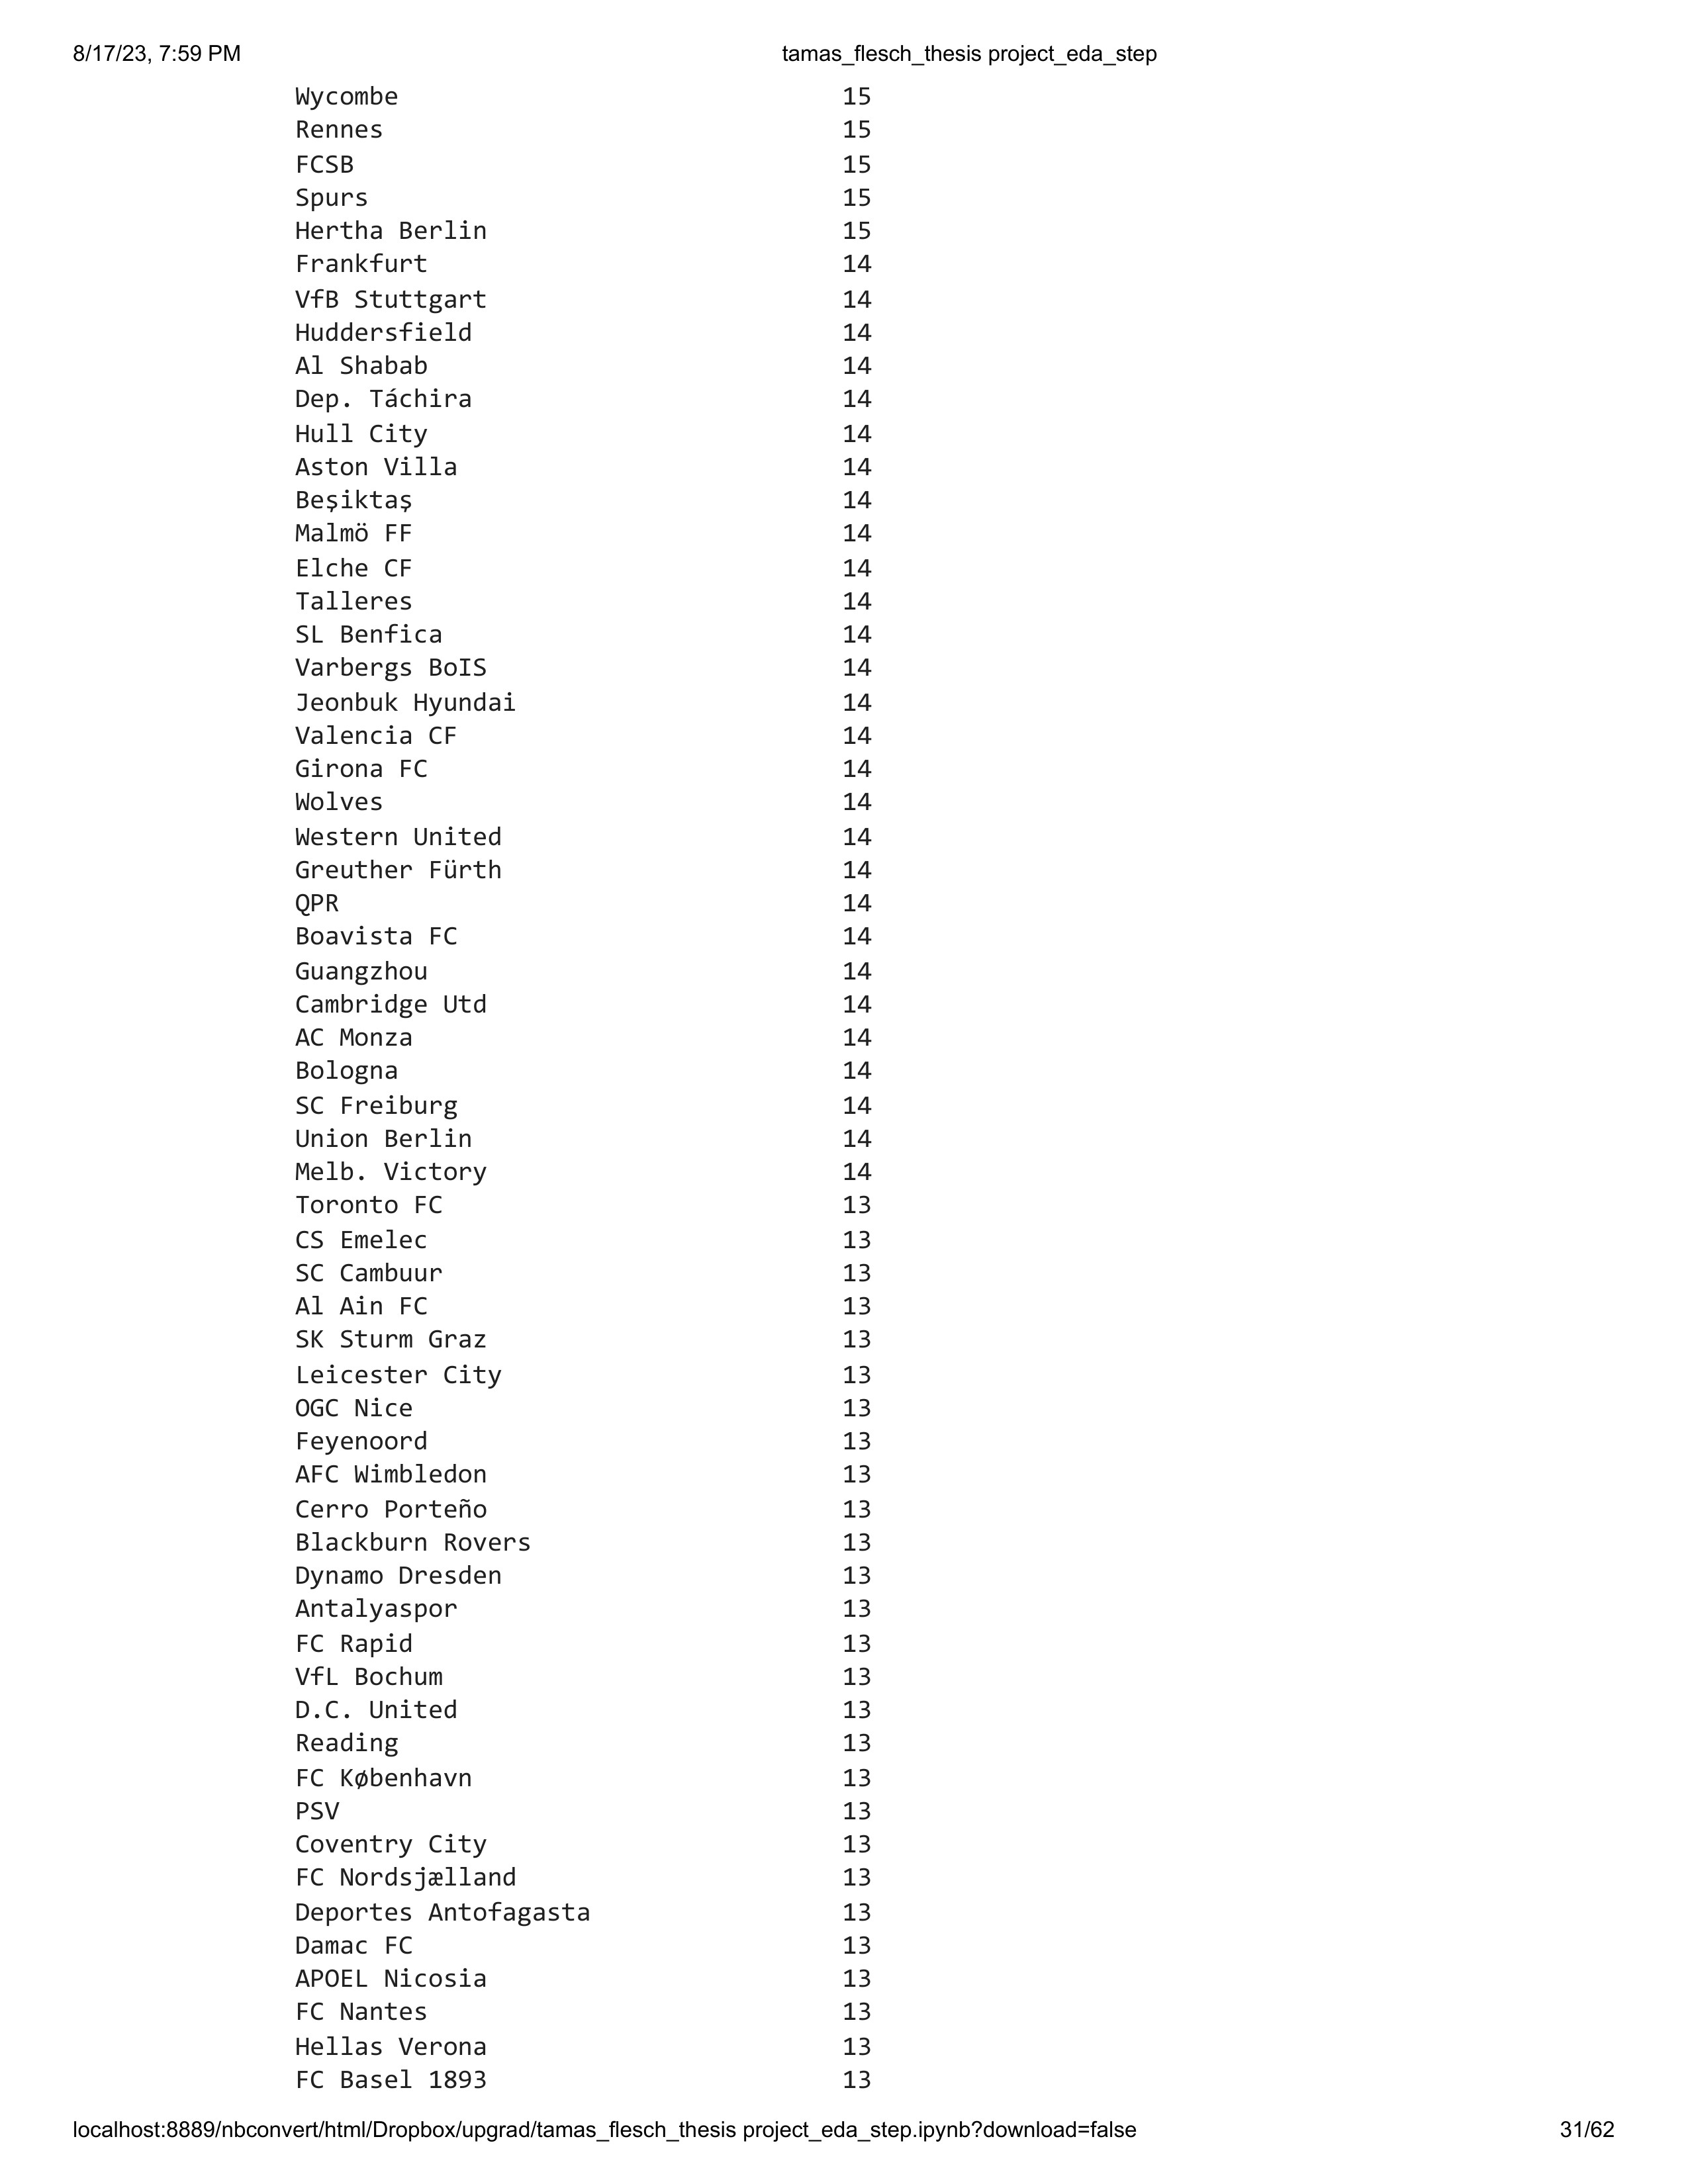 8/17/23, 7:59 PM tamas_flesch_thesis project_eda_step
Wycombe 15
Rennes 15
FCSB 15
Spurs 15
Hertha Berlin 15
Frankfurt 14
VfB Stuttgart 14
Huddersfield 14
Al Shabab 14
Dep. Táchira 14
Hull City 14
Aston Villa 14
Beşiktaş 14
Malmö FF 14
Elche CF 14
Talleres 14
SL Benfica 14
Varbergs BoIS 14
Jeonbuk Hyundai 14
Valencia CF 14
Girona FC 14
Wolves 14
Western United 14
Greuther Fürth 14
QPR 14
Boavista FC 14
Guangzhou 14
Cambridge Utd 14
AC Monza 14
Bologna 14
SC Freiburg 14
Union Berlin 14
Melb. Victory 14
Toronto FC 13
CS Emelec 13
SC Cambuur 13
Al Ain FC 13
SK Sturm Graz 13
Leicester City 13
OGC Nice 13
Feyenoord 13
AFC Wimbledon 13
Cerro Porteño 13
Blackburn Rovers 13
Dynamo Dresden 13
Antalyaspor 13
FC Rapid 13
VfL Bochum 13
D.C. United 13
Reading 13
FC København 13
PSV 13
Coventry City 13
FC Nordsjælland 13
Deportes Antofagasta 13
Damac FC 13
APOEL Nicosia 13
FC Nantes 13
Hellas Verona 13
FC Basel 1893 13
localhost:8889/nbconvert/html/Dropbox/upgrad/tamas_flesch_thesis project_eda_step.ipynb?download=false 31/62